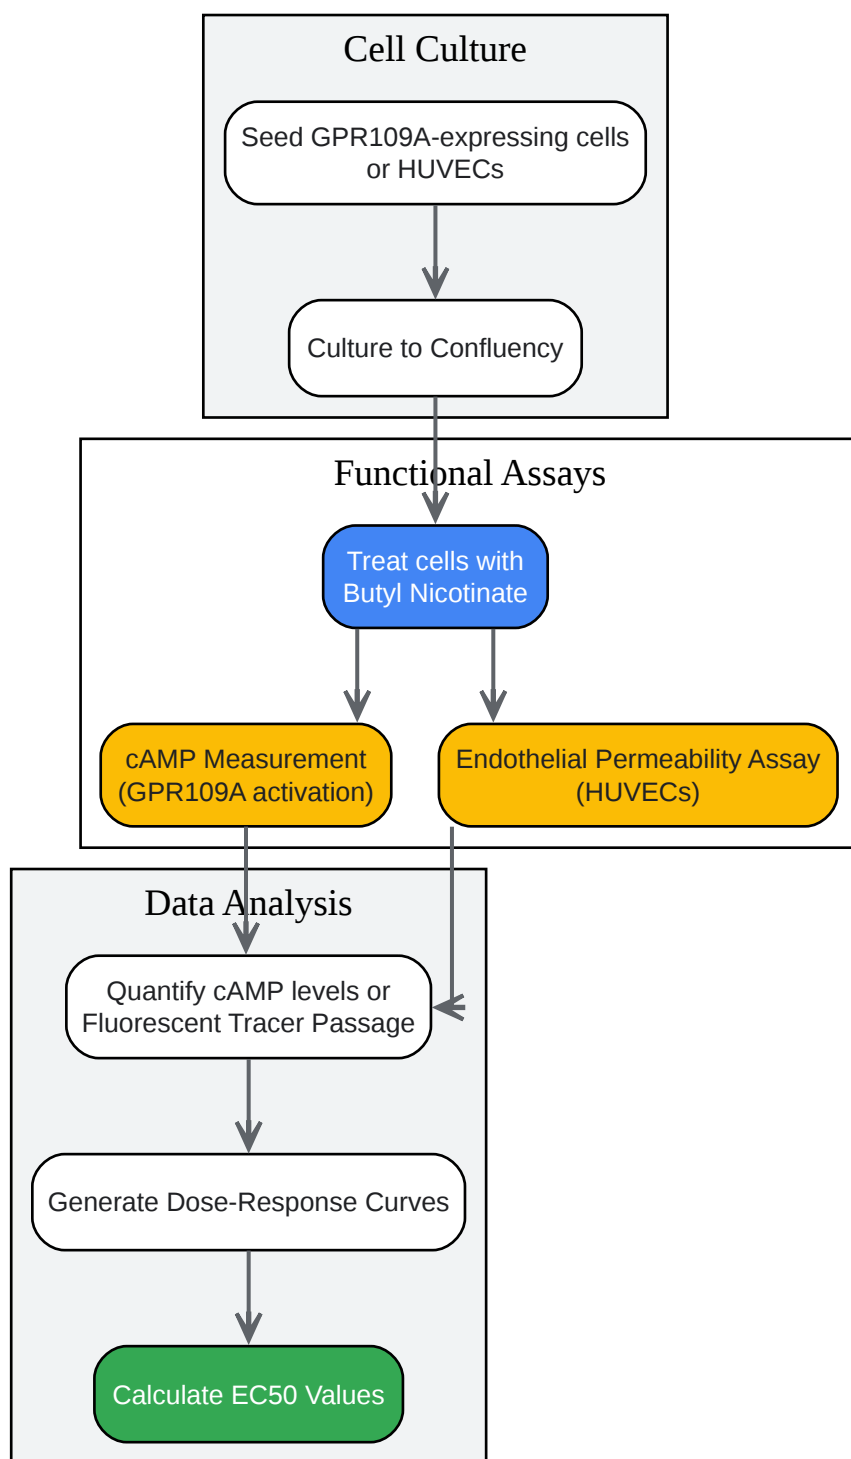 Cell Culture
Seed GPR109A-expressing cells
or HUVECs
Culture to Confluency
Functional Assays
Treat cells with
Butyl Nicotinate
cAMP Measurement
(GPR109A activation)
Endothelial Permeability Assay
(HUVECs)
Data Analysis
Quantify cAMP levels or
Fluorescent Tracer Passage
Generate Dose-Response Curves
Calculate EC50 Values